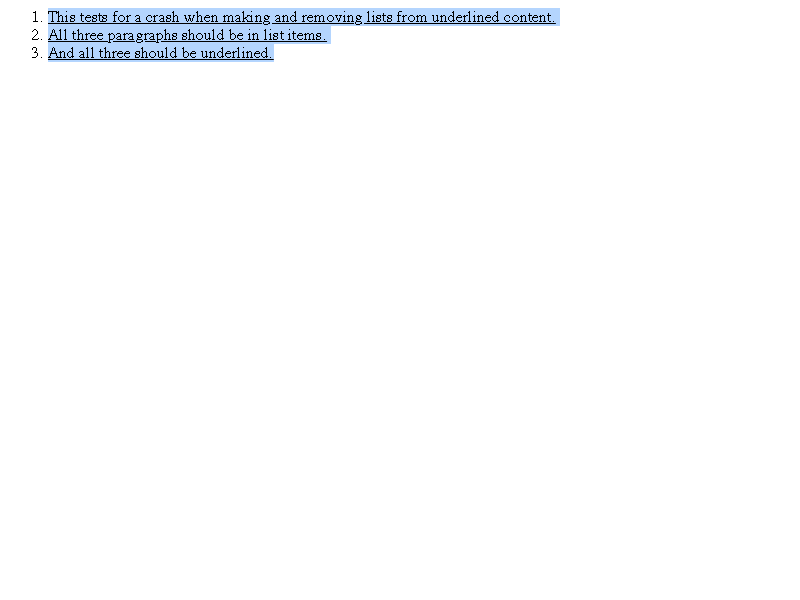 1. This tests for a crash when making and removing lists from underlined content.
2. All three paragraphs should be in list items.
3. And all three should be underlined.